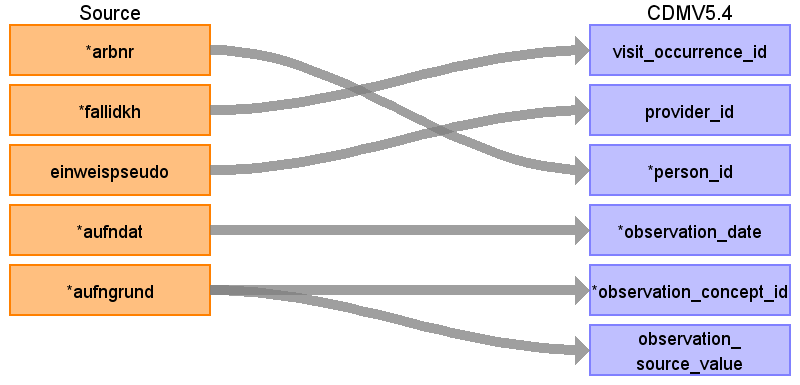 Source
CDMV5.4
*arbnr
visit_occurrence_id
*fallidkh
provider_id
einweispseudo
*person_id
*aufndat
*observation_date
*aufngrund
*observation_concept_id
observation_
source_value